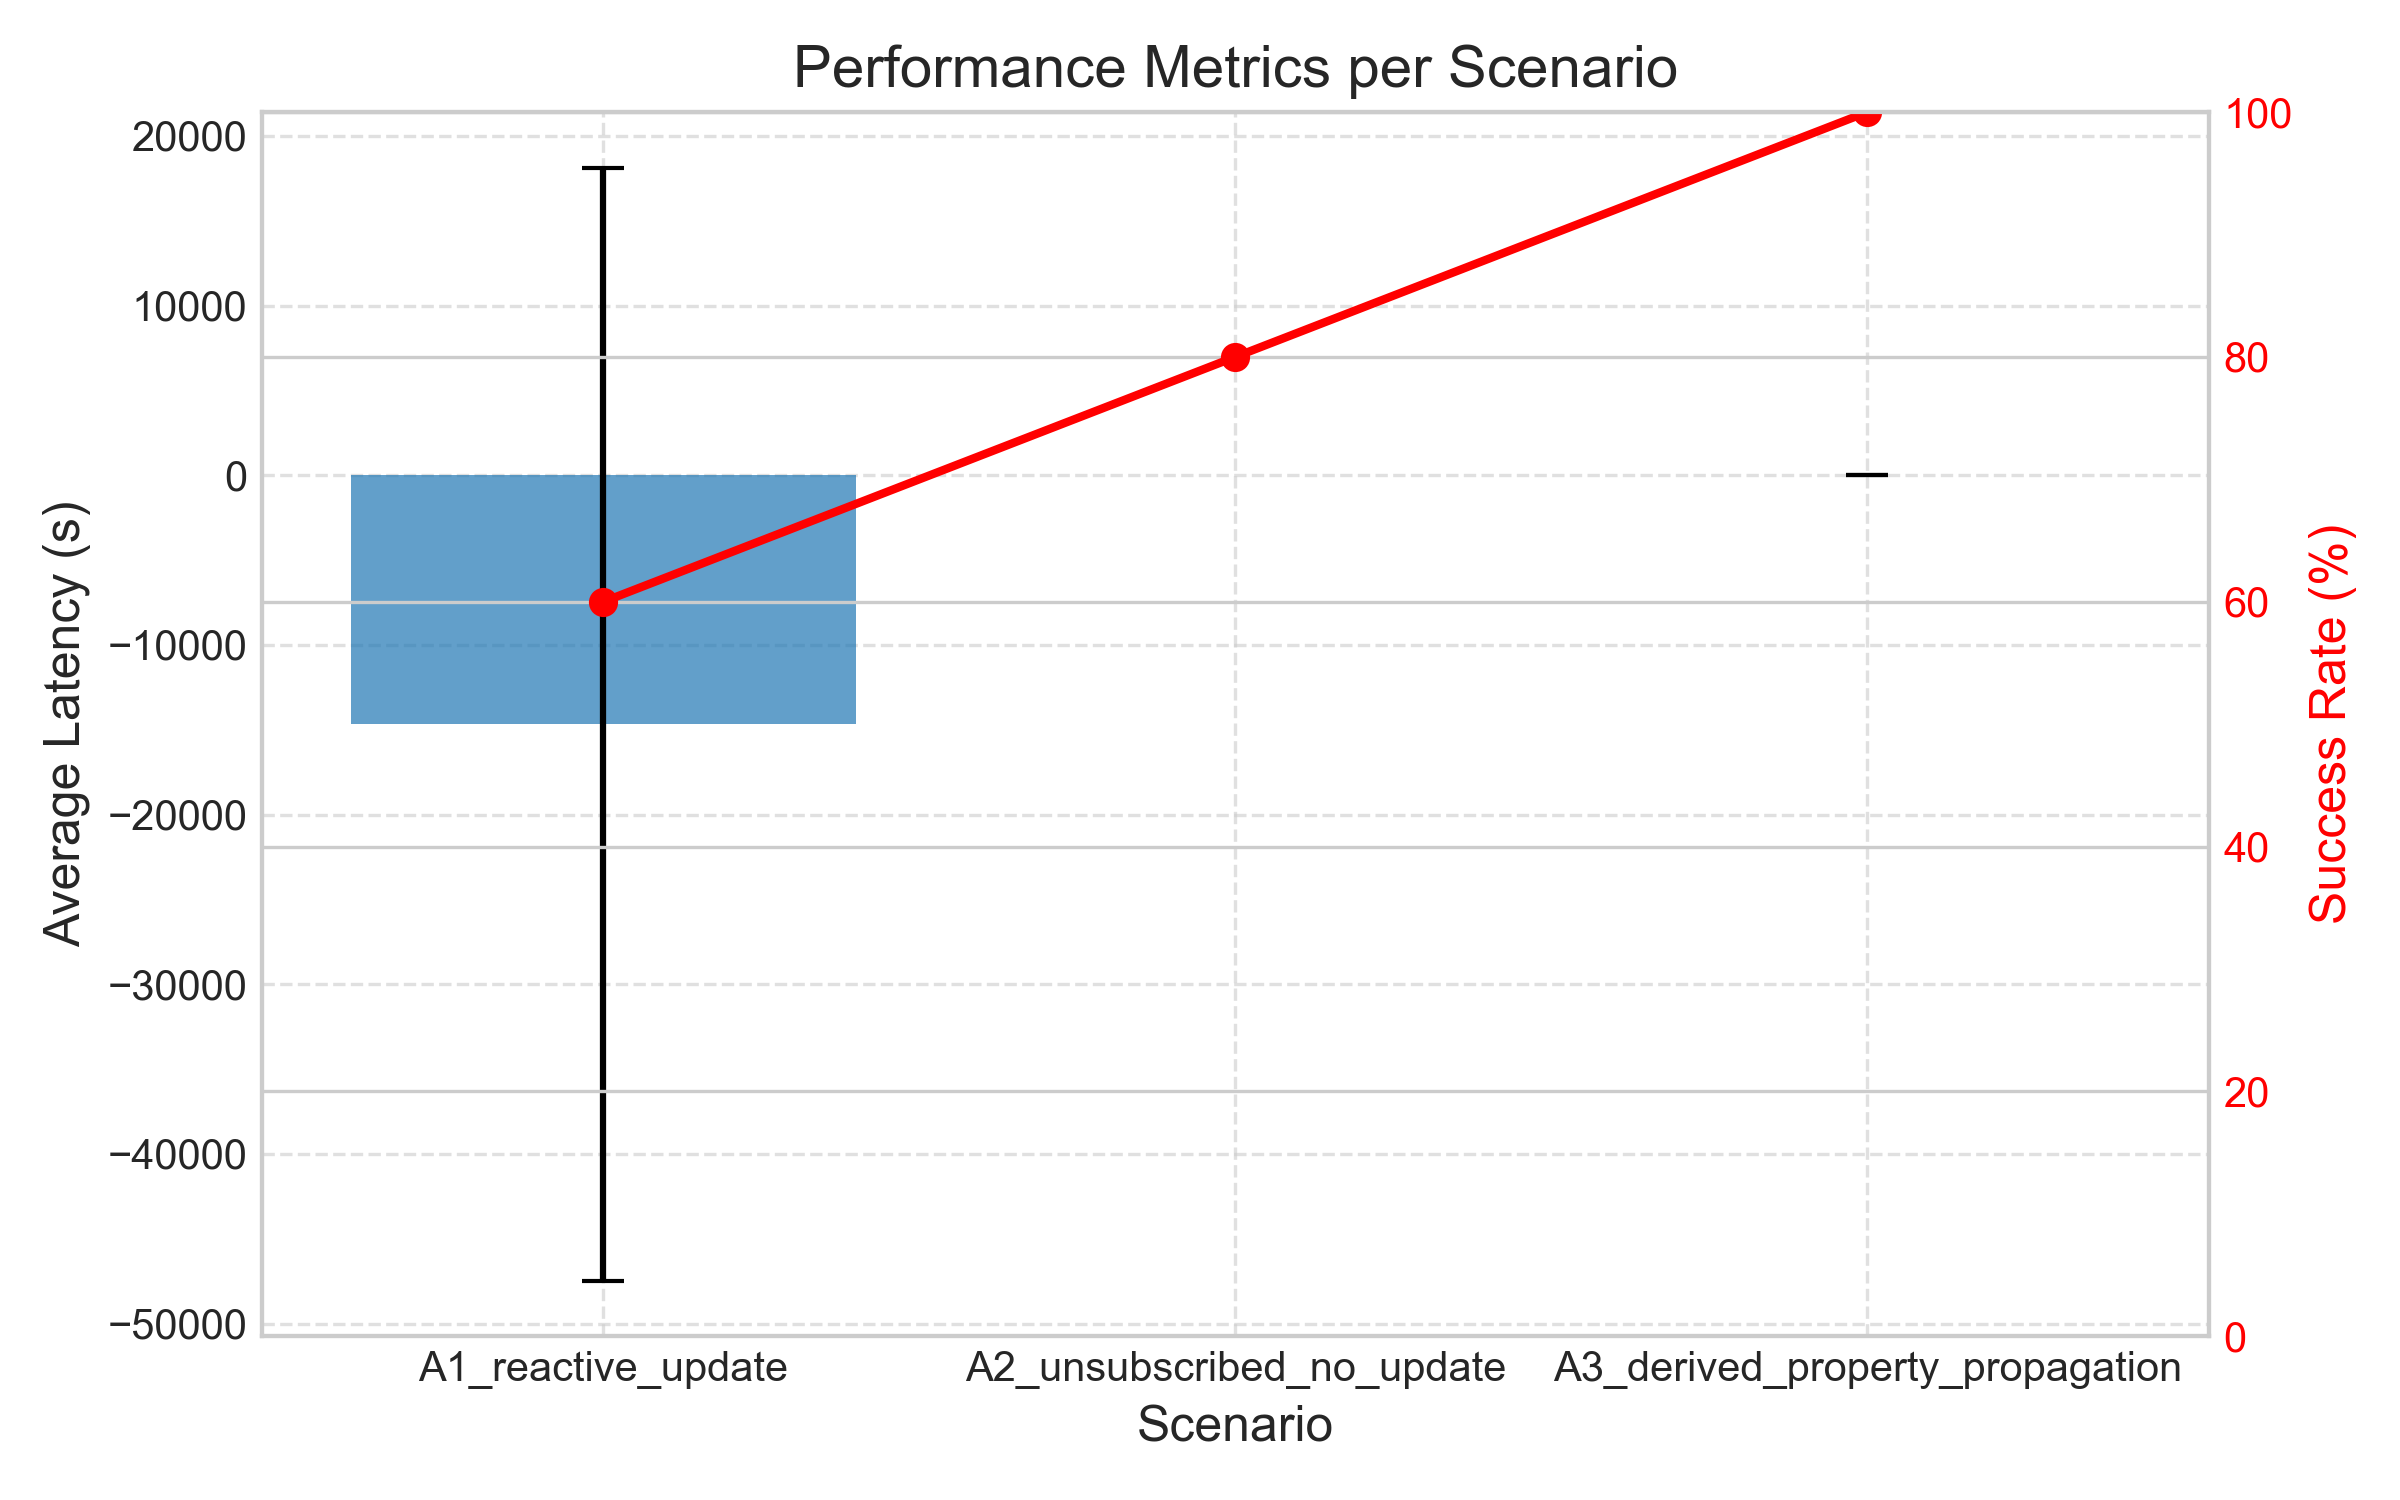 Performance Metrics per Scenario
20000
10000
0
−10000
−20000
−30000
−40000
−50000
Average Latency (s)
100
80
60
40
20
0
Success Rate (%)
A1_reactive_update
A2_unsubscribed_no_update
A3_derived_property_propagation
Scenario